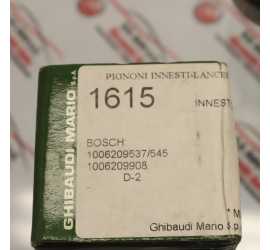 GHIBAUDI MARIO S.p.A
PIGNONI INNESTI-LANCE
1615
INNEST
BOSCH
1006209537/545
1006209908
D-2
* M
Ghibaudi Mario S.p